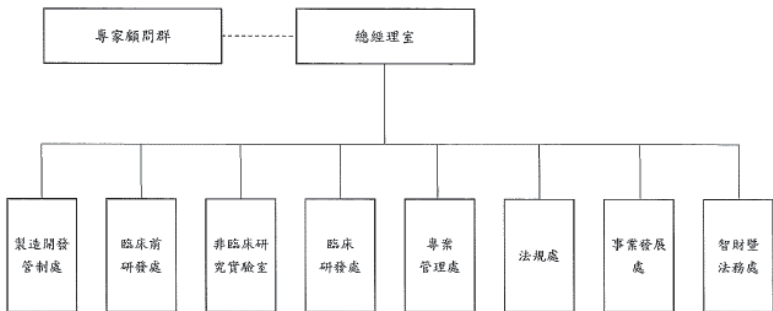 專家顧問群
總經理室
製造開發
管制處
臨床前
研發處
非臨床研
究實驗室
臨床
研發處
專案
管理處
法規處
事業發展
處
智財暨
法務處